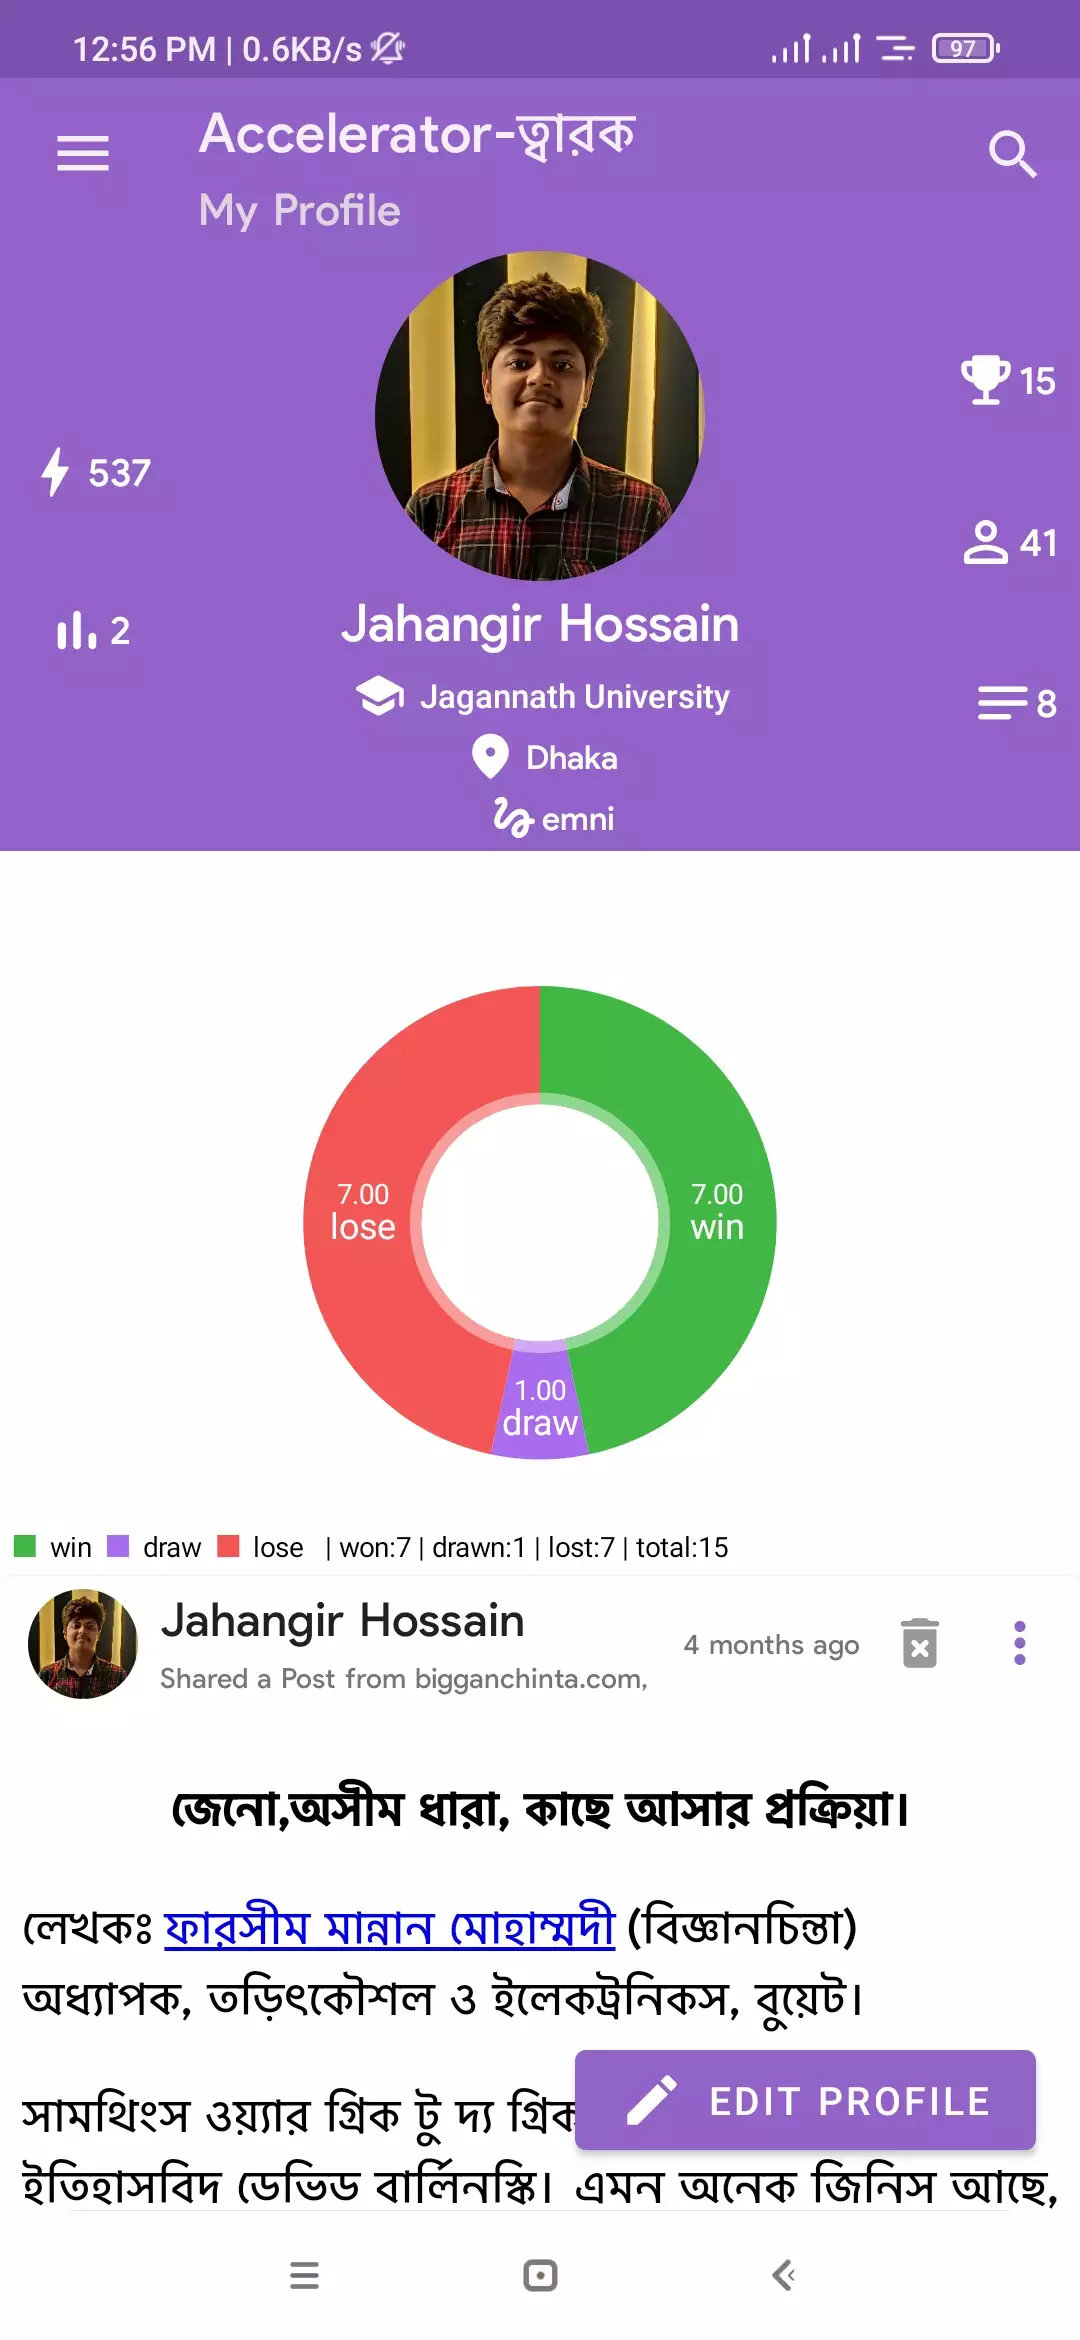 12:56 PM | 0.6KB/s
97
Accelerator-ত্বারক
My Profile
15
537
41
2
Jahangir Hossain
Jagannath University
8
Dhaka
emni
7.00
lose
7.00
win
1.00
draw
win draw lose | won:7 | drawn:1 | lost:7 | total:15
Jahangir Hossain
4 months ago
Shared a Post from bigganchinta.com,
জেনো,অসীম ধারা, কাছে আসার প্রক্রিয়া।
লেখকঃ ফারসীম মান্নান মোহাম্মদী (বিজ্ঞানচিন্তা)
অধ্যাপক, তড়িৎকৌশল ও ইলেকট্রনিকস, বুয়েট।
সামথিংস ওয়্যার গ্রিক টু দ্য গ্রিক
EDIT PROFILE
ইতিহাসবিদ ডেভিড বার্লিনস্কি। এমন অনেক জিনিস আছে,